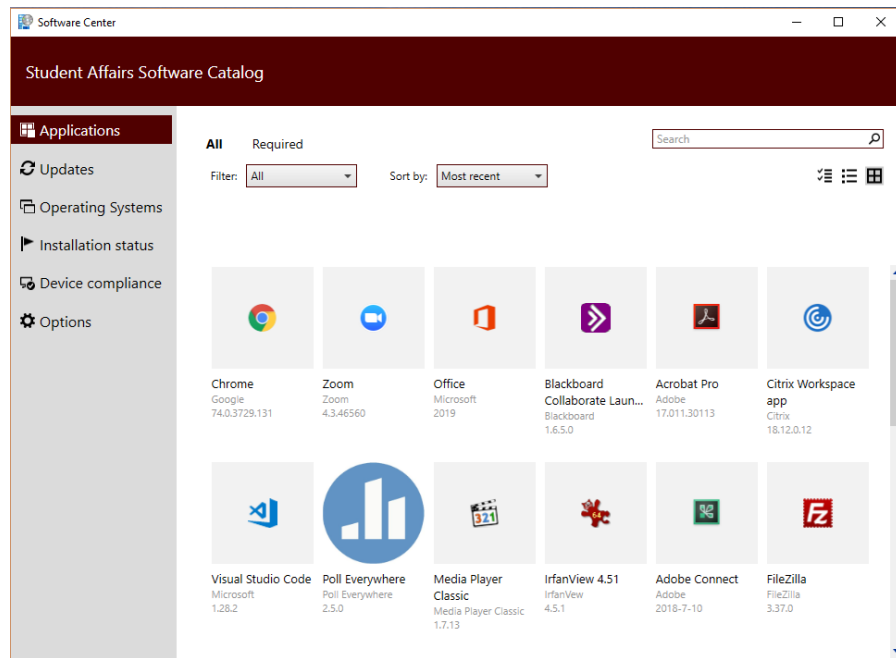 Software Center
Student Affairs Software Catalog
Applications
Updates
Operating Systems
Installation status
Device compliance
Options
All Required
Search
Filter: All Sort by: Most recent
Chrome
Google
74.0.3729.131
Zoom
Zoom
4.3.46560
Office
Microsoft
2019
Blackboard
Collaborate Laun...
Blackboard
1.6.5.0
Acrobat Pro
Adobe
17.011.30113
Citrix Workspace
app
Citrix
18.12.0.12
321
64
Fz
Visual Studio Code
Microsoft
1.28.2
Poll Everywhere
Poll Everywhere
2.5.0
Media Player
Classic
Media Player Classic
1.7.13
IrfanView 4.51
IrfanView
4.5.1
Adobe Connect
Adobe
2018-7-10
FileZilla
FileZilla
3.37.0